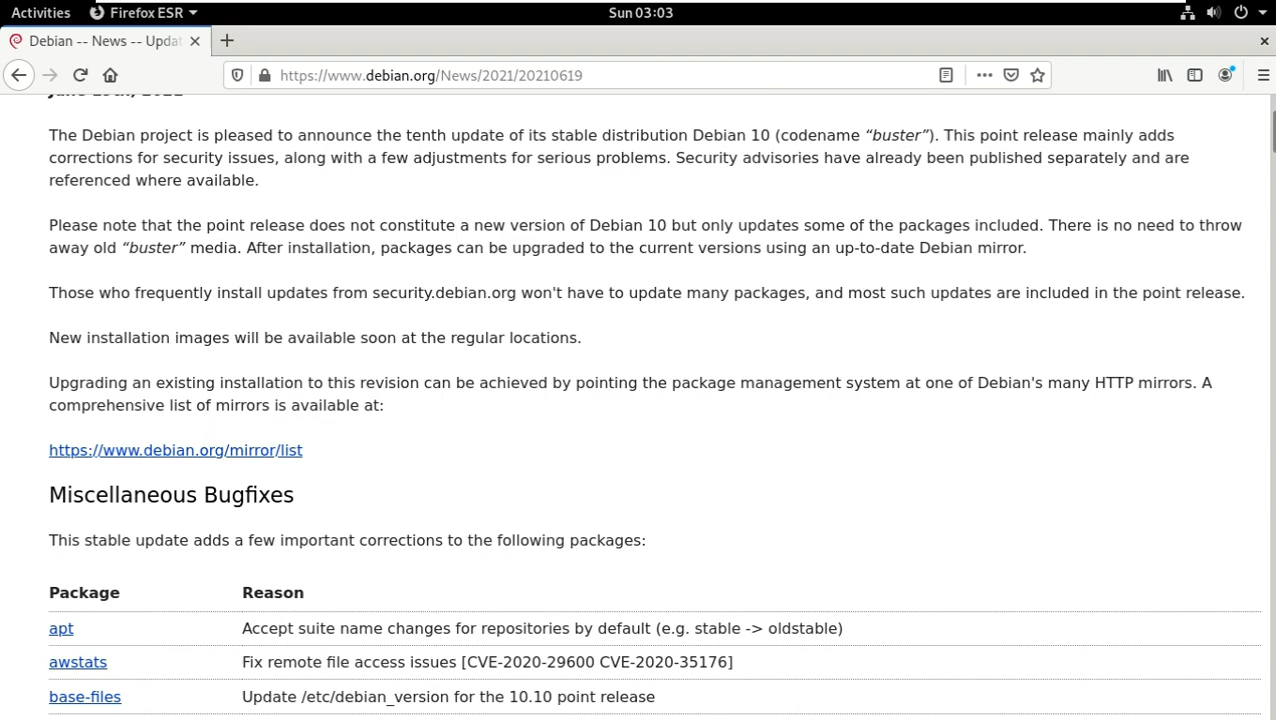 Activities Firefox ESR Sun 03:03
Debian -- News -- Updat
https://www.debian.org/News/2021/20210619
The Debian project is pleased to announce the tenth update of its stable distribution Debian 10 (codename “buster”). This point release mainly adds
corrections for security issues, along with a few adjustments for serious problems. Security advisories have already been published separately and are
referenced where available.
Please note that the point release does not constitute a new version of Debian 10 but only updates some of the packages included. There is no need to throw
away old “buster” media. After installation, packages can be upgraded to the current versions using an up-to-date Debian mirror.
Those who frequently install updates from security.debian.org won't have to update many packages, and most such updates are included in the point release.
New installation images will be available soon at the regular locations.
Upgrading an existing installation to this revision can be achieved by pointing the package management system at one of Debian's many HTTP mirrors. A
comprehensive list of mirrors is available at:
https://www.debian.org/mirror/list
Miscellaneous Bugfixes
This stable update adds a few important corrections to the following packages:
Package Reason
apt Accept suite name changes for repositories by default (e.g. stable -> oldstable)
awstats Fix remote file access issues [CVE-2020-29600 CVE-2020-35176]
base-files Update /etc/debian_version for the 10.10 point release